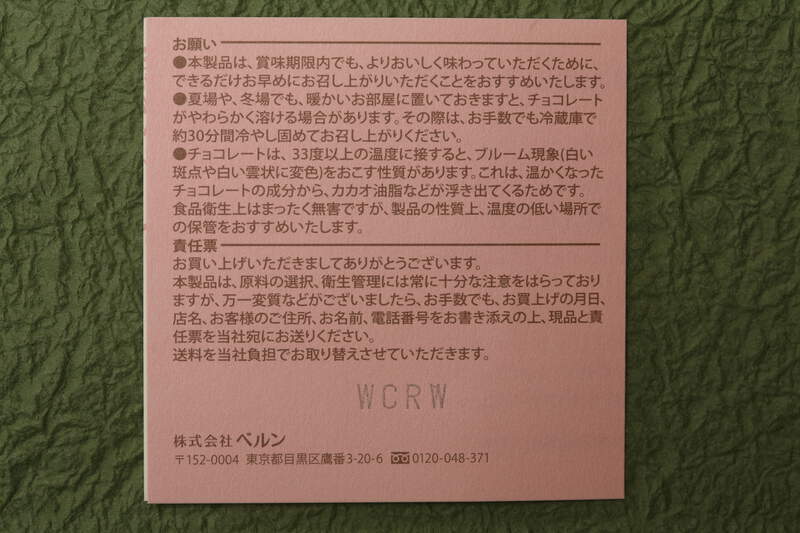 お願い
●本製品は、賞味期限内でも、よりおいしく味わっていただくために、
できるだけお早めにお召し上がりいただくことをおすすめいたします。
●夏場や、冬場でも、暖かいお部屋に置いておきますと、チョコレート
がやわらかく溶ける場合があります。その際は、お手数でも冷蔵庫で
約30分間冷やし固めてお召し上がりください。
●チョコレートは、33度以上の温度に接すると、ブルーム現象(白い
斑点や白い雲状に変色)をおこす性質があります。これは、温かくなった
チョコレートの成分から、カカオ油脂などが浮き出てくるためです。
食品衛生上はまったく無害ですが、製品の性質上、温度の低い場所で
の保管をおすすめいたします。
責任票
お買い上げいただきましてありがとうございます。
本製品は、原料の選択、衛生管理には常に十分な注意をはらっており
ますが、万一変質などがございましたら、お手数でも、お買上げの月日、
店名、お客様のご住所、お名前、電話番号をお書き添えの上、現品と責
任票を当社宛にお送りください。
送料を当社負担でお取り替えさせていただきます。
WCRW
株式会社 ベルン
〒152-0004 東京都目黒区鷹番3-20-6 0120-048-371